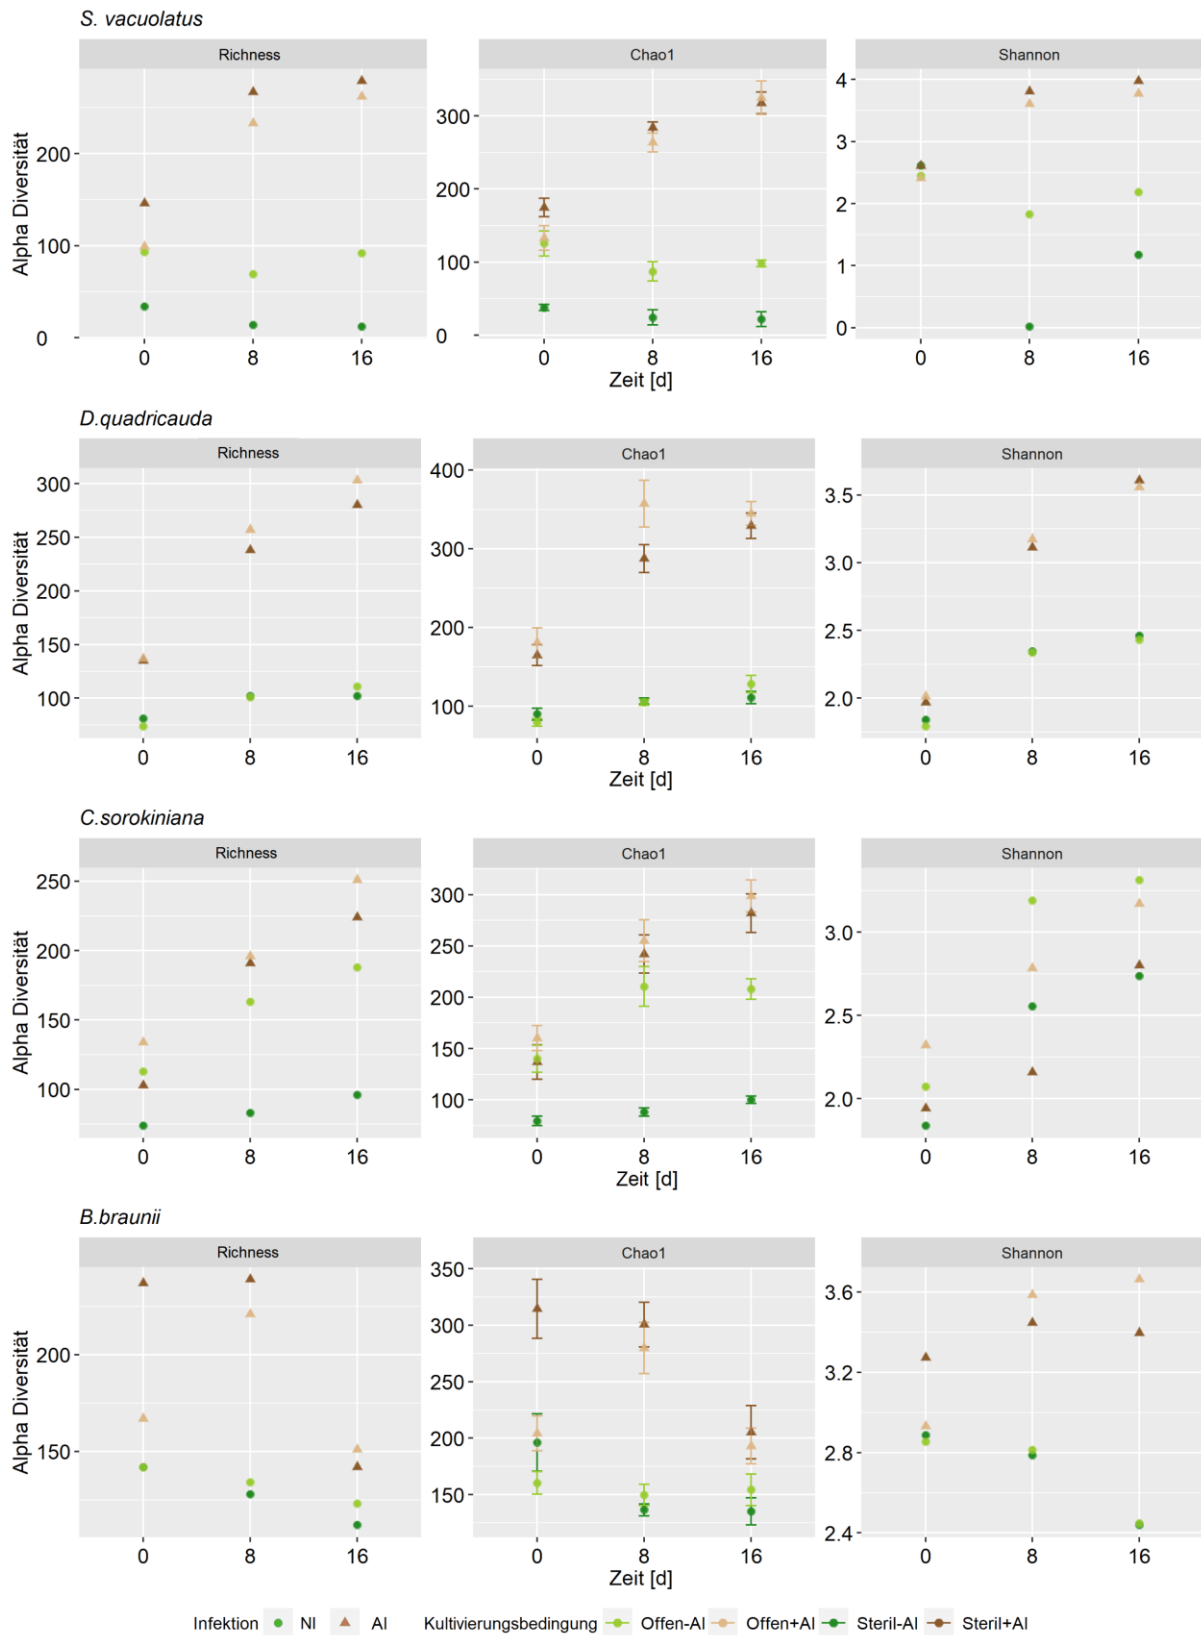 S. vacuolatus
Richness Chao1 Shannon
Alpha Diversität
200
100
0
300
200
100
0
4
3
2
1
0
0 8 16 0 8 16 0 8 16
Zeit [d]
D.quadricauda
Richness Chao1 Shannon
Alpha Diversität
300
250
200
150
100
400
300
200
100
3.5
3.0
2.5
2.0
0 8 16 0 8 16 0 8 16
Zeit [d]
C.sorokiniana
Richness Chao1 Shannon
Alpha Diversität
250
200
150
100
300
250
200
150
100
3.0
2.5
2.0
0 8 16 0 8 16 0 8 16
Zeit [d]
B.braunii
Richness Chao1 Shannon
Alpha Diversität
200
150
350
300
250
200
150
3.6
3.2
2.8
2.4
0 8 16 0 8 16 0 8 16
Zeit [d]
Infektion NI AI Kultivierungsbedingung Offen-AI Offen+AI Steril-AI Steril+AI